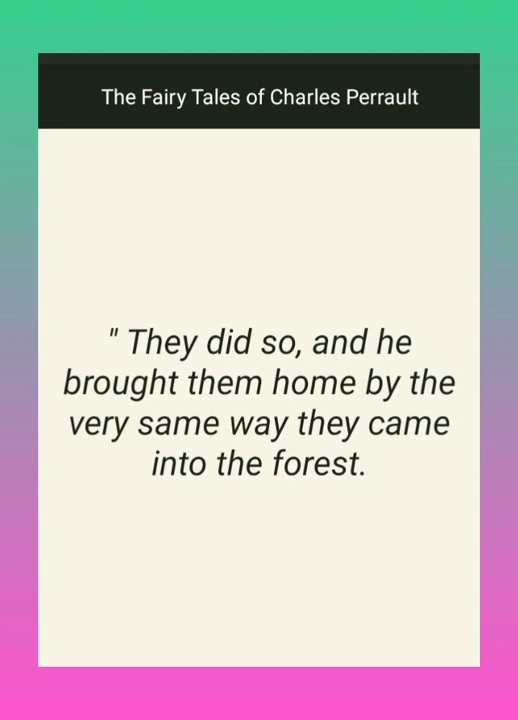 The Fairy Tales of Charles Perrault
" They did so, and he
brought them home by the
very same way they came
into the forest.